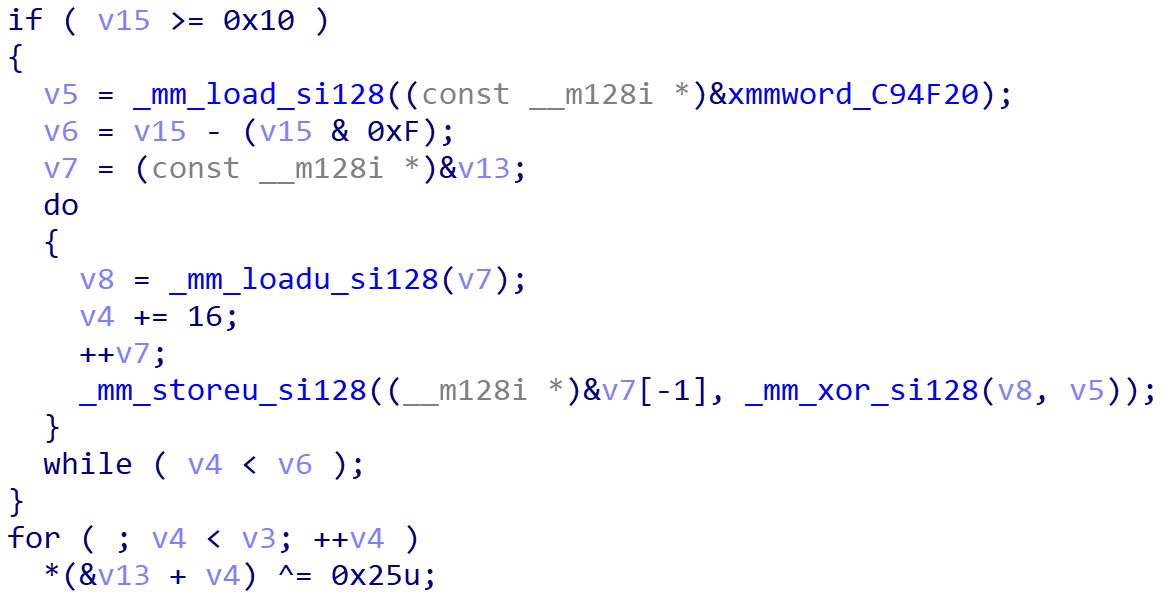 if ( v15 >= 0x10 )
{
v5 = _mm_load_si128((const __m128i *)&xmmword_C94F20);
v6 = v15 - (v15 & 0xF);
v7 = (const __m128i *)&v13;
do
{
v8 = _mm_loadu_si128(v7);
v4 += 16;
++v7;
_mm_storeu_si128((__m128i *)&v7[-1], _mm_xor_si128(v8, v5));
}
while ( v4 < v6 );
}
for ( ; v4 < v3; ++v4 )
*(&v13 + v4) ^= 0x25u;